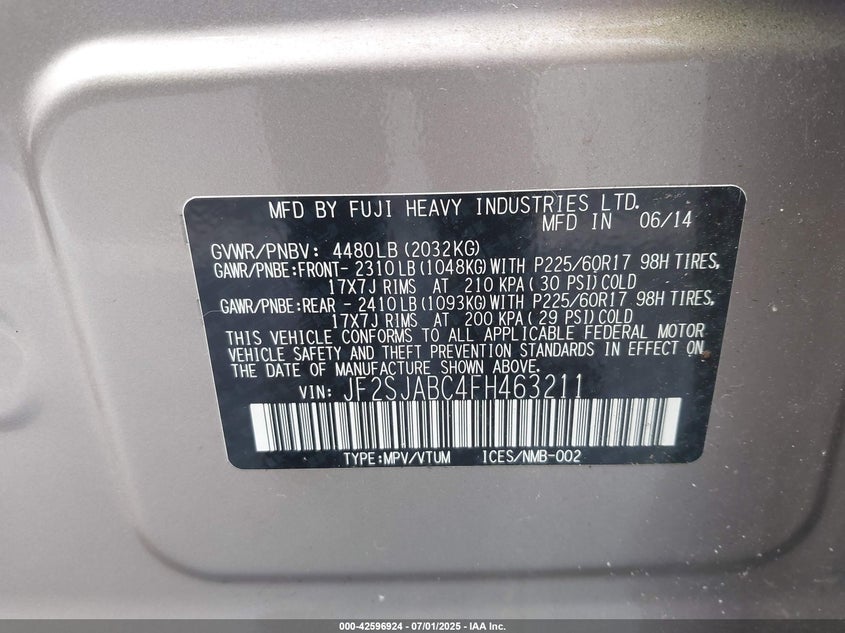 MFD BY FUJI HEAVY INDUSTRIES LTD.
MFD IN 06/14
GVWR/PNBV: 4480LB (2032KG)
GAWR/PNBE:FRONT- 2310LB (1048KG) WITH P225/60R17 98H TIRES,
17X7J RIMS AT 210 KPA (30 PSI) COLD
GAWR/PNBE:REAR - 2410LB (1093KG) WITH P225/60R17 98H TIRES,
17X7J RIMS AT 200 KPA (29 PSI) COLD
THIS VEHICLE CONFORMS TO ALL APPLICABLE FEDERAL MOTOR
VEHICLE SAFETY AND THEFT PREVENTION STANDARDS IN EFFECT ON
THE DATE OF MANUFACTURE SHOWN ABOVE.
VIN: JF2SJABC4FH463211
TYPE:MPV/VTUM ICES/NMB-002
000-42596924 / 07/01/2025 - IAA Inc.